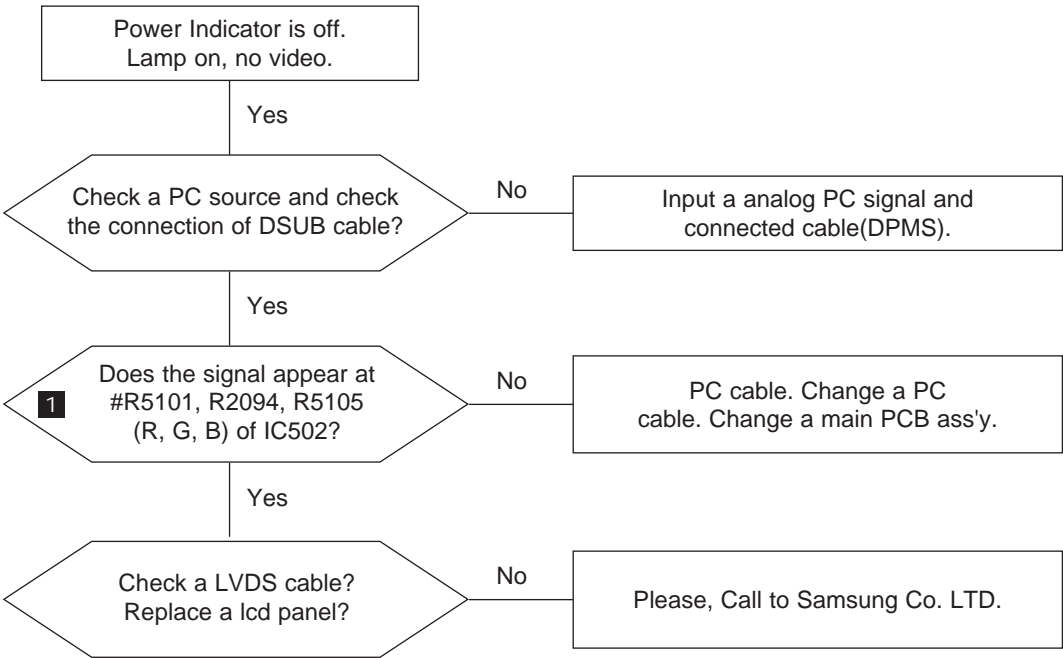 Power Indicator is off.
Lamp on, no video.
Yes
Check a PC source and check
the connection of DSUB cable?
No
Input a analog PC signal and
connected cable(DPMS).
Yes
1
Does the signal appear at
#R5101, R2094, R5105
(R, G, B) of IC502?
No
PC cable. Change a PC
cable. Change a main PCB ass'y.
Yes
Check a LVDS cable?
Replace a lcd panel?
No
Please, Call to Samsung Co. LTD.